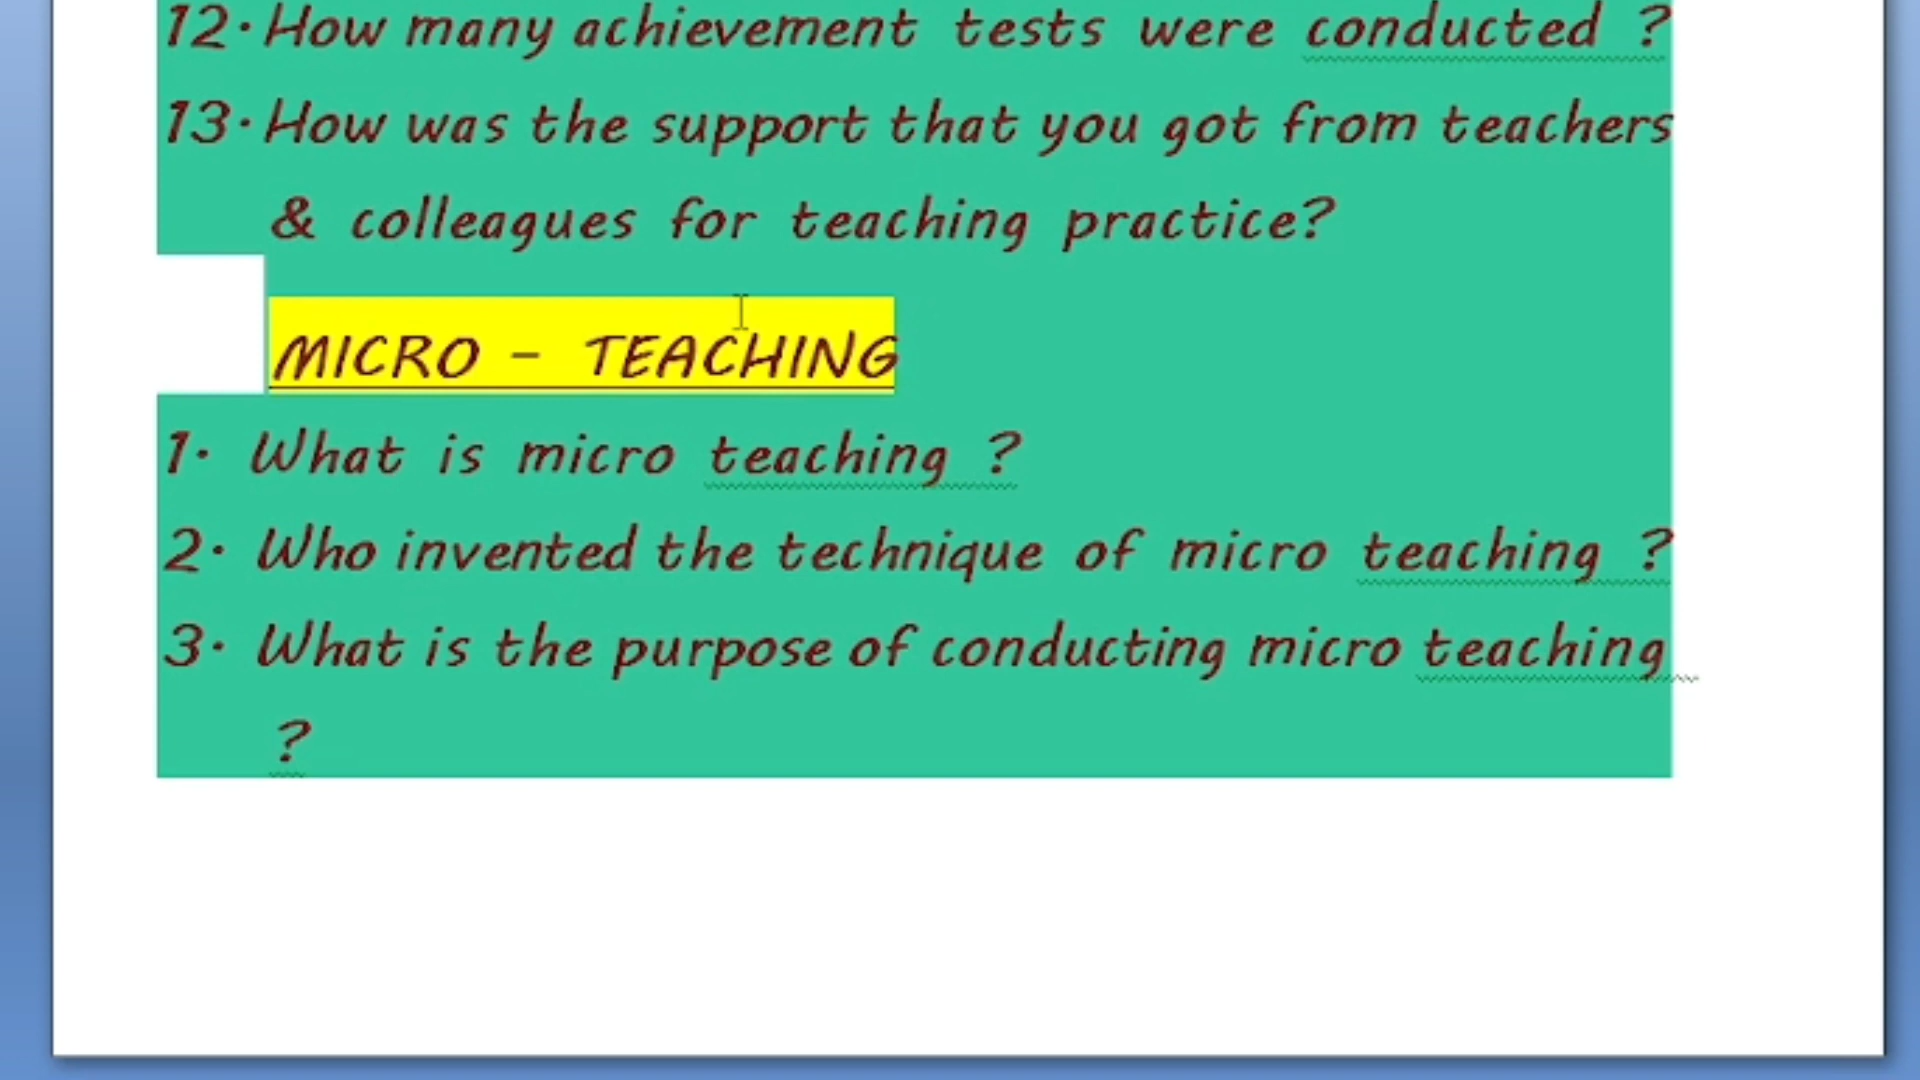 12. How many achievement tests were conducted ?
13. How was the support that you got from teachers
& colleagues for teaching practice?
MICRO - TEACHING
1. What is micro teaching ?
2. Who invented the technique of micro teaching ?
3. What is the purpose of conducting micro teaching
?